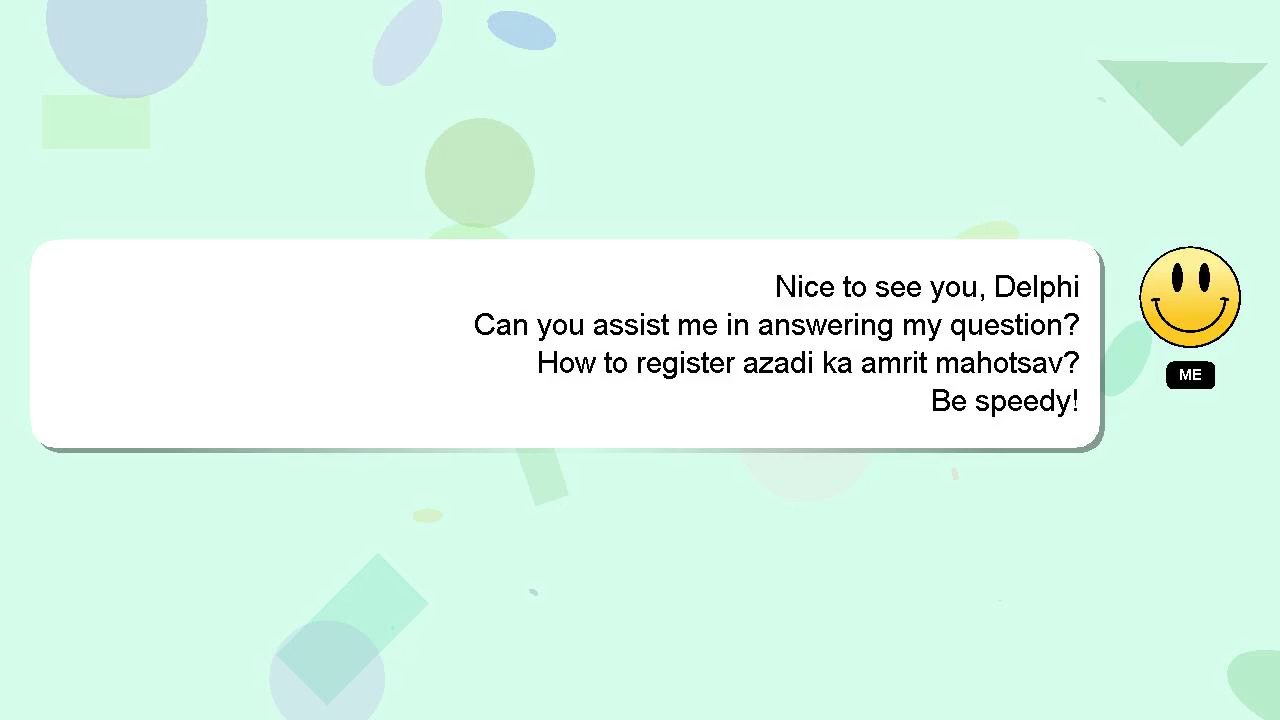 Nice to see you, Delphi
Can you assist me in answering my question?
How to register azadi ka amrit mahotsav?
Be speedy!
ME